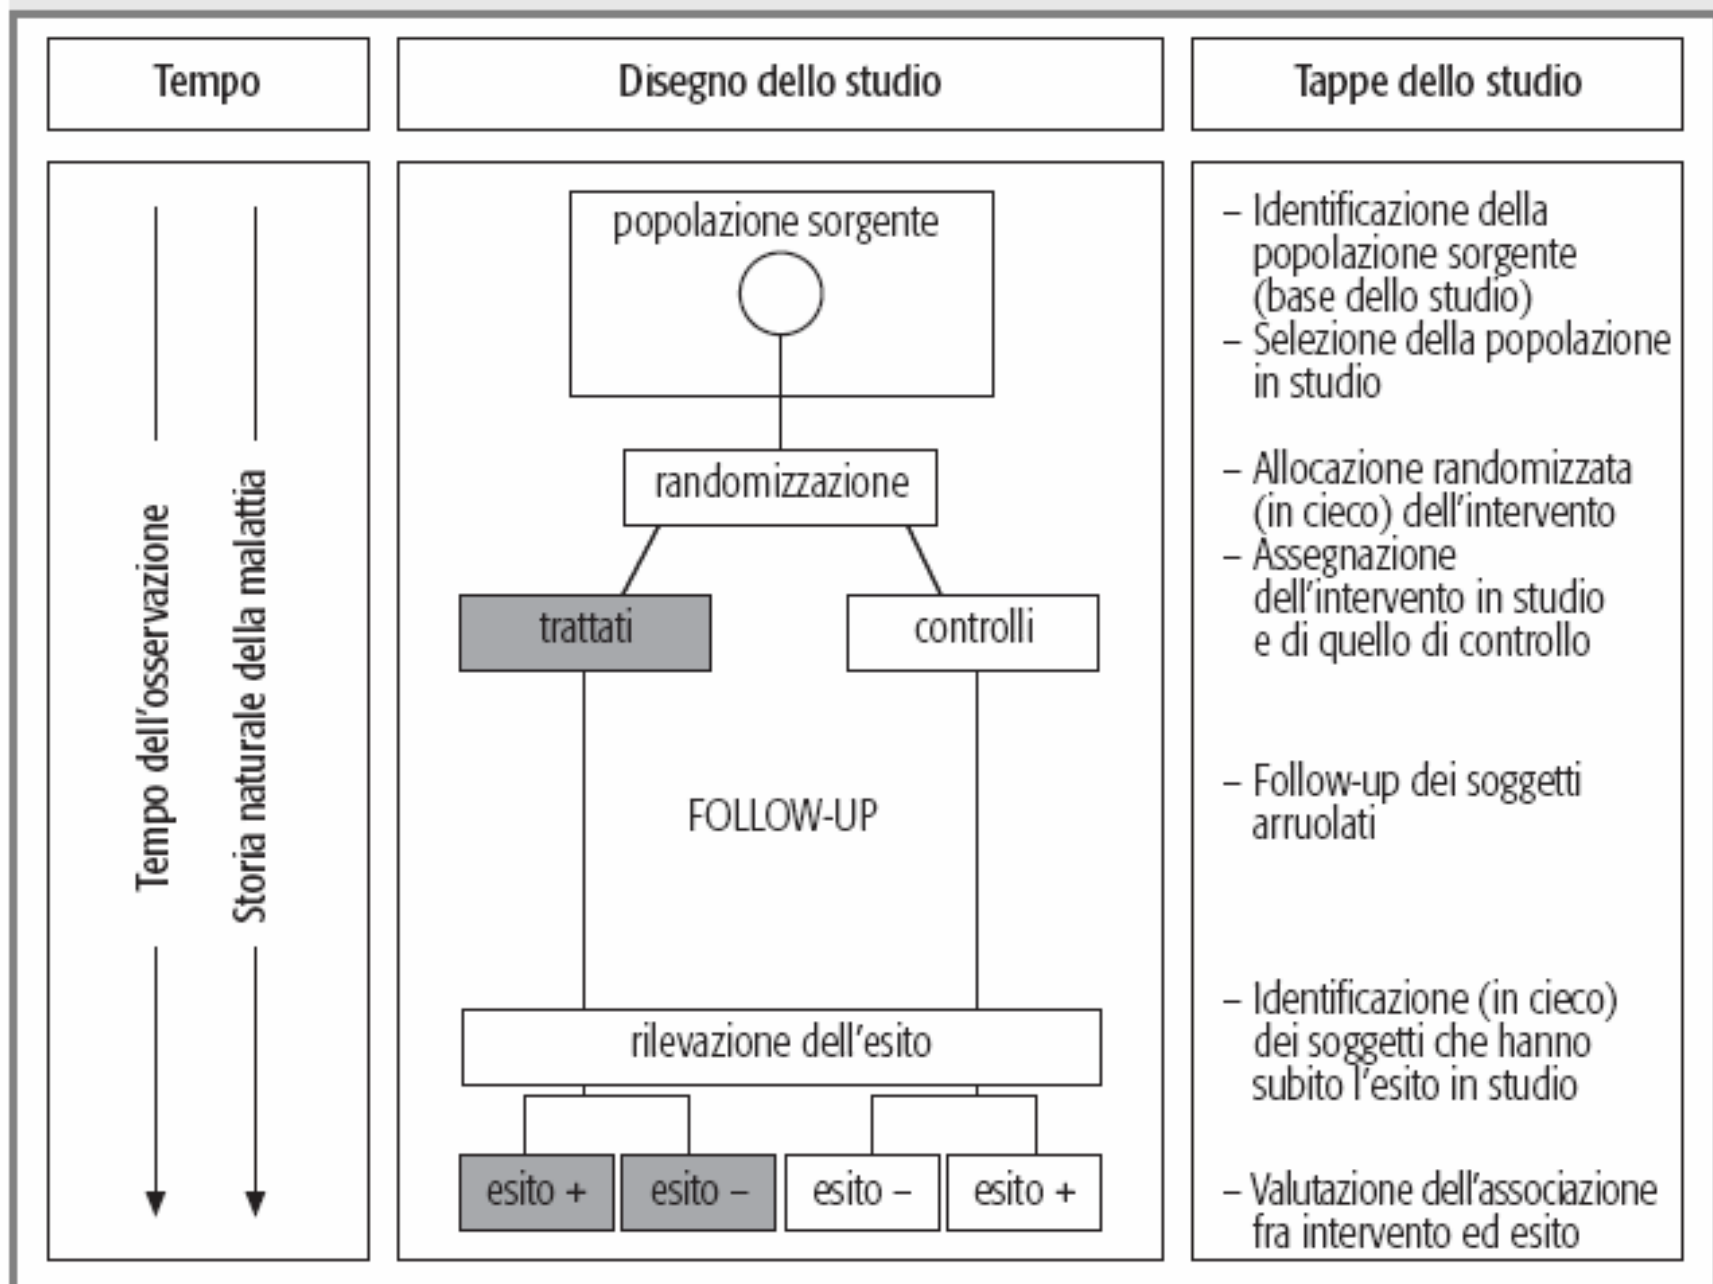 Tempo
Disegno dello studio
Tappe dello studio
Tempo dell'osservazione
Storia naturale della malattia
popolazione sorgente
randomizzazione
trattati
controlli
FOLLOW-UP
rilevazione dell'esito
esito +
esito –
esito –
esito +
– Identificazione della
popolazione sorgente
(base dello studio)
– Selezione della popolazione
in studio
– Allocazione randomizzata
(in cieco) dell'intervento
– Assegnazione
dell'intervento in studio
e di quello di controllo
– Follow-up dei soggetti
arruolati
– Identificazione (in cieco)
dei soggetti che hanno
subito l'esito in studio
– Valutazione dell'associazione
fra intervento ed esito